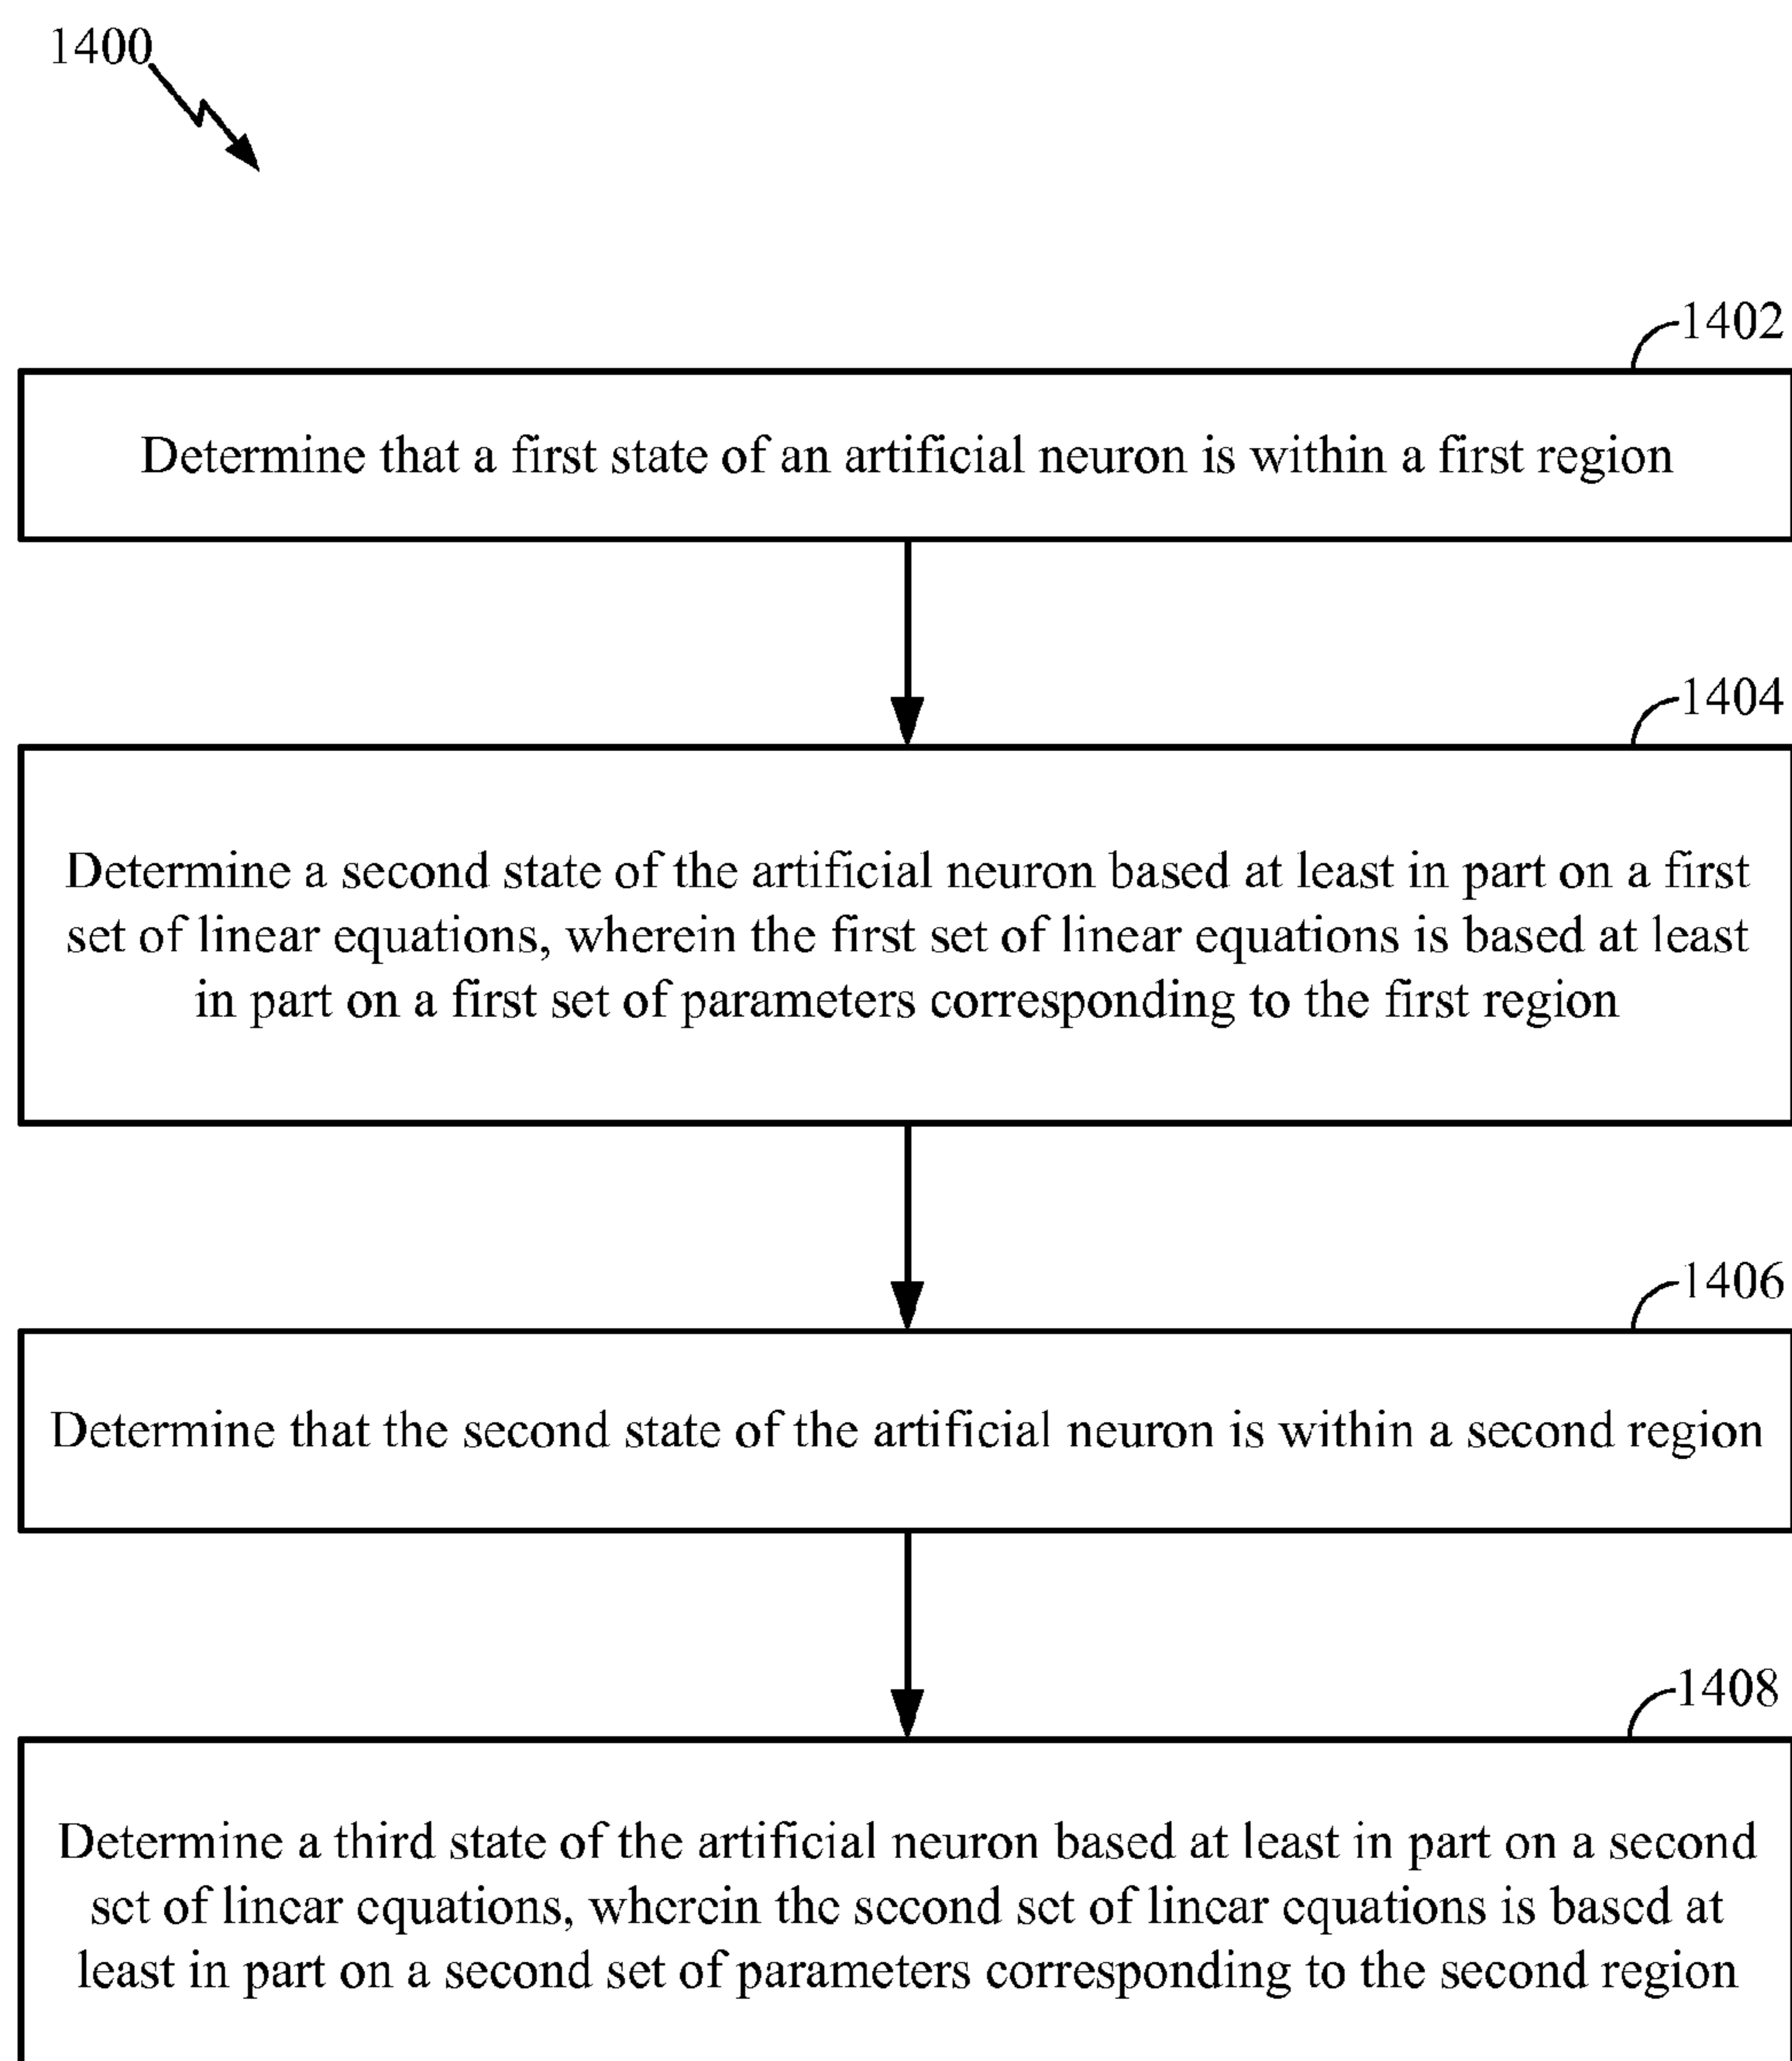 1400
1402
Determine that a first state of an artificial neuron is within a first region
1404
Determine a second state of the artificial neuron based at least in part on a first
set of linear equations, wherein the first set of linear equations is based at least
in part on a first set of parameters corresponding to the first region
1406
Determine that the second state of the artificial neuron is within a second region
1408
Determine a third state of the artificial neuron based at least in part on a second
set of linear equations, wherein the second set of linear equations is based at
least in part on a second set of parameters corresponding to the second region